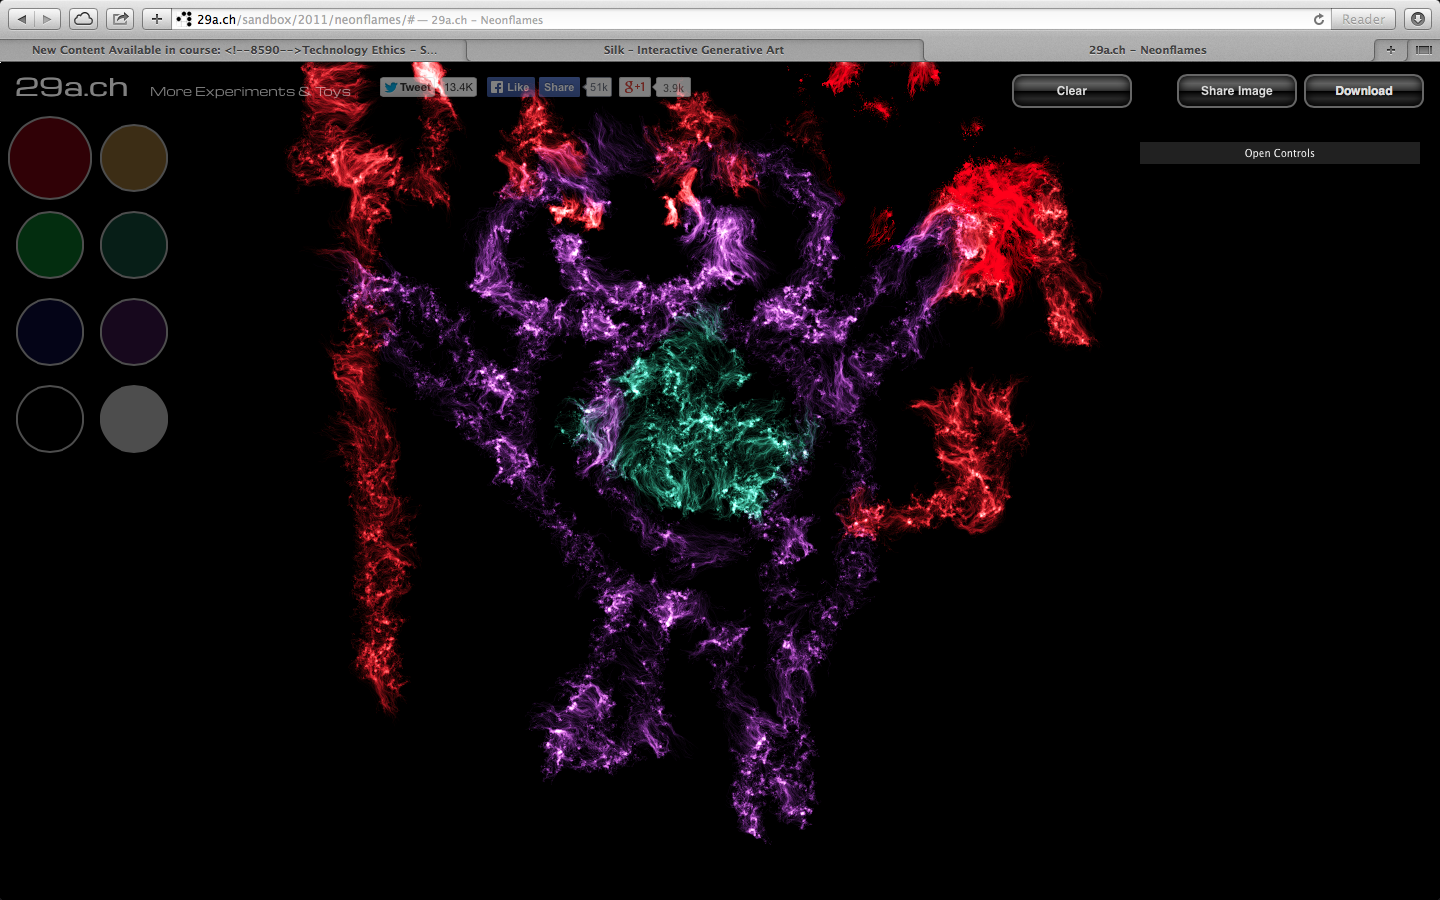 29a.ch/sandbox/2011/neonflames/# — 29a.ch – Neonflames
Reader
New Content Available in course: <!--8590-->Technology Ethics – S...
Silk – Interactive Generative Art
29a.ch – Neonflames
29a.ch
More Experiments & Toys
Tweet
13.4K
Like
Share
51k
g+1
3.9k
Clear
Share Image
Download
Open Controls